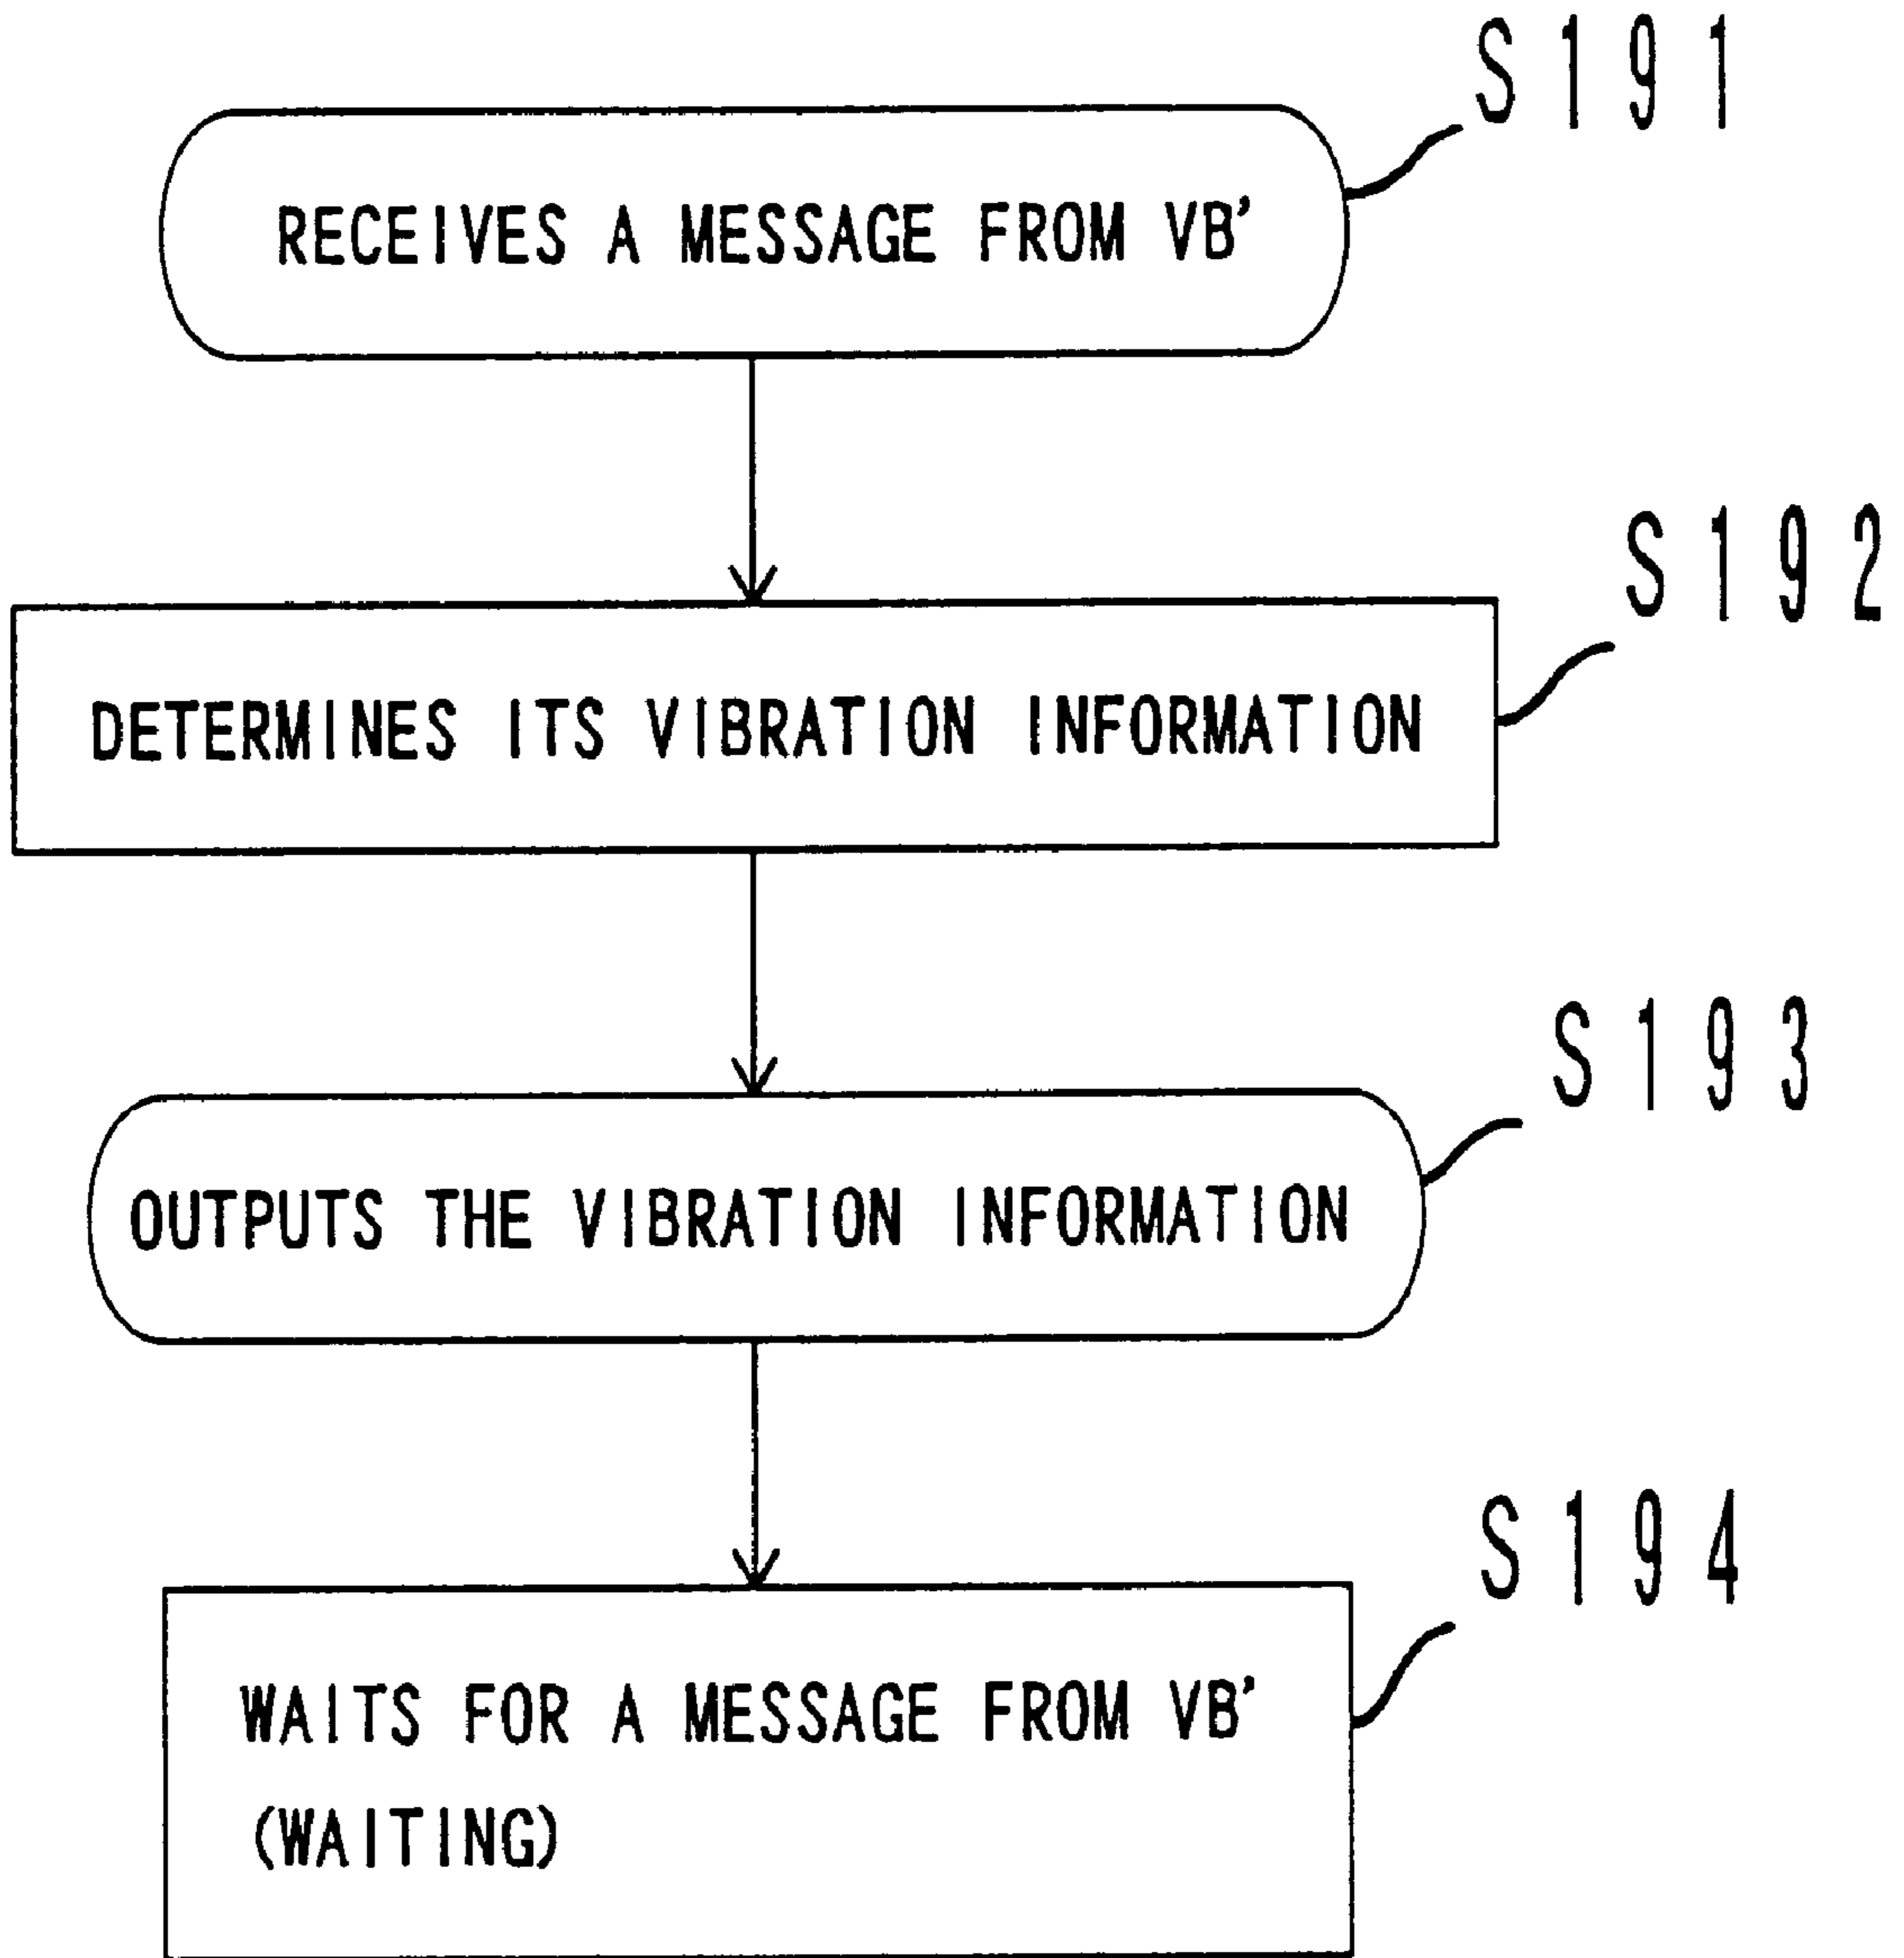 S191
RECEIVES A MESSAGE FROM VB'
S192
DETERMINES ITS VIBRATION INFORMATION
S193
OUTPUTS THE VIBRATION INFORMATION
S194
WAITS FOR A MESSAGE FROM VB'
(WAITING)